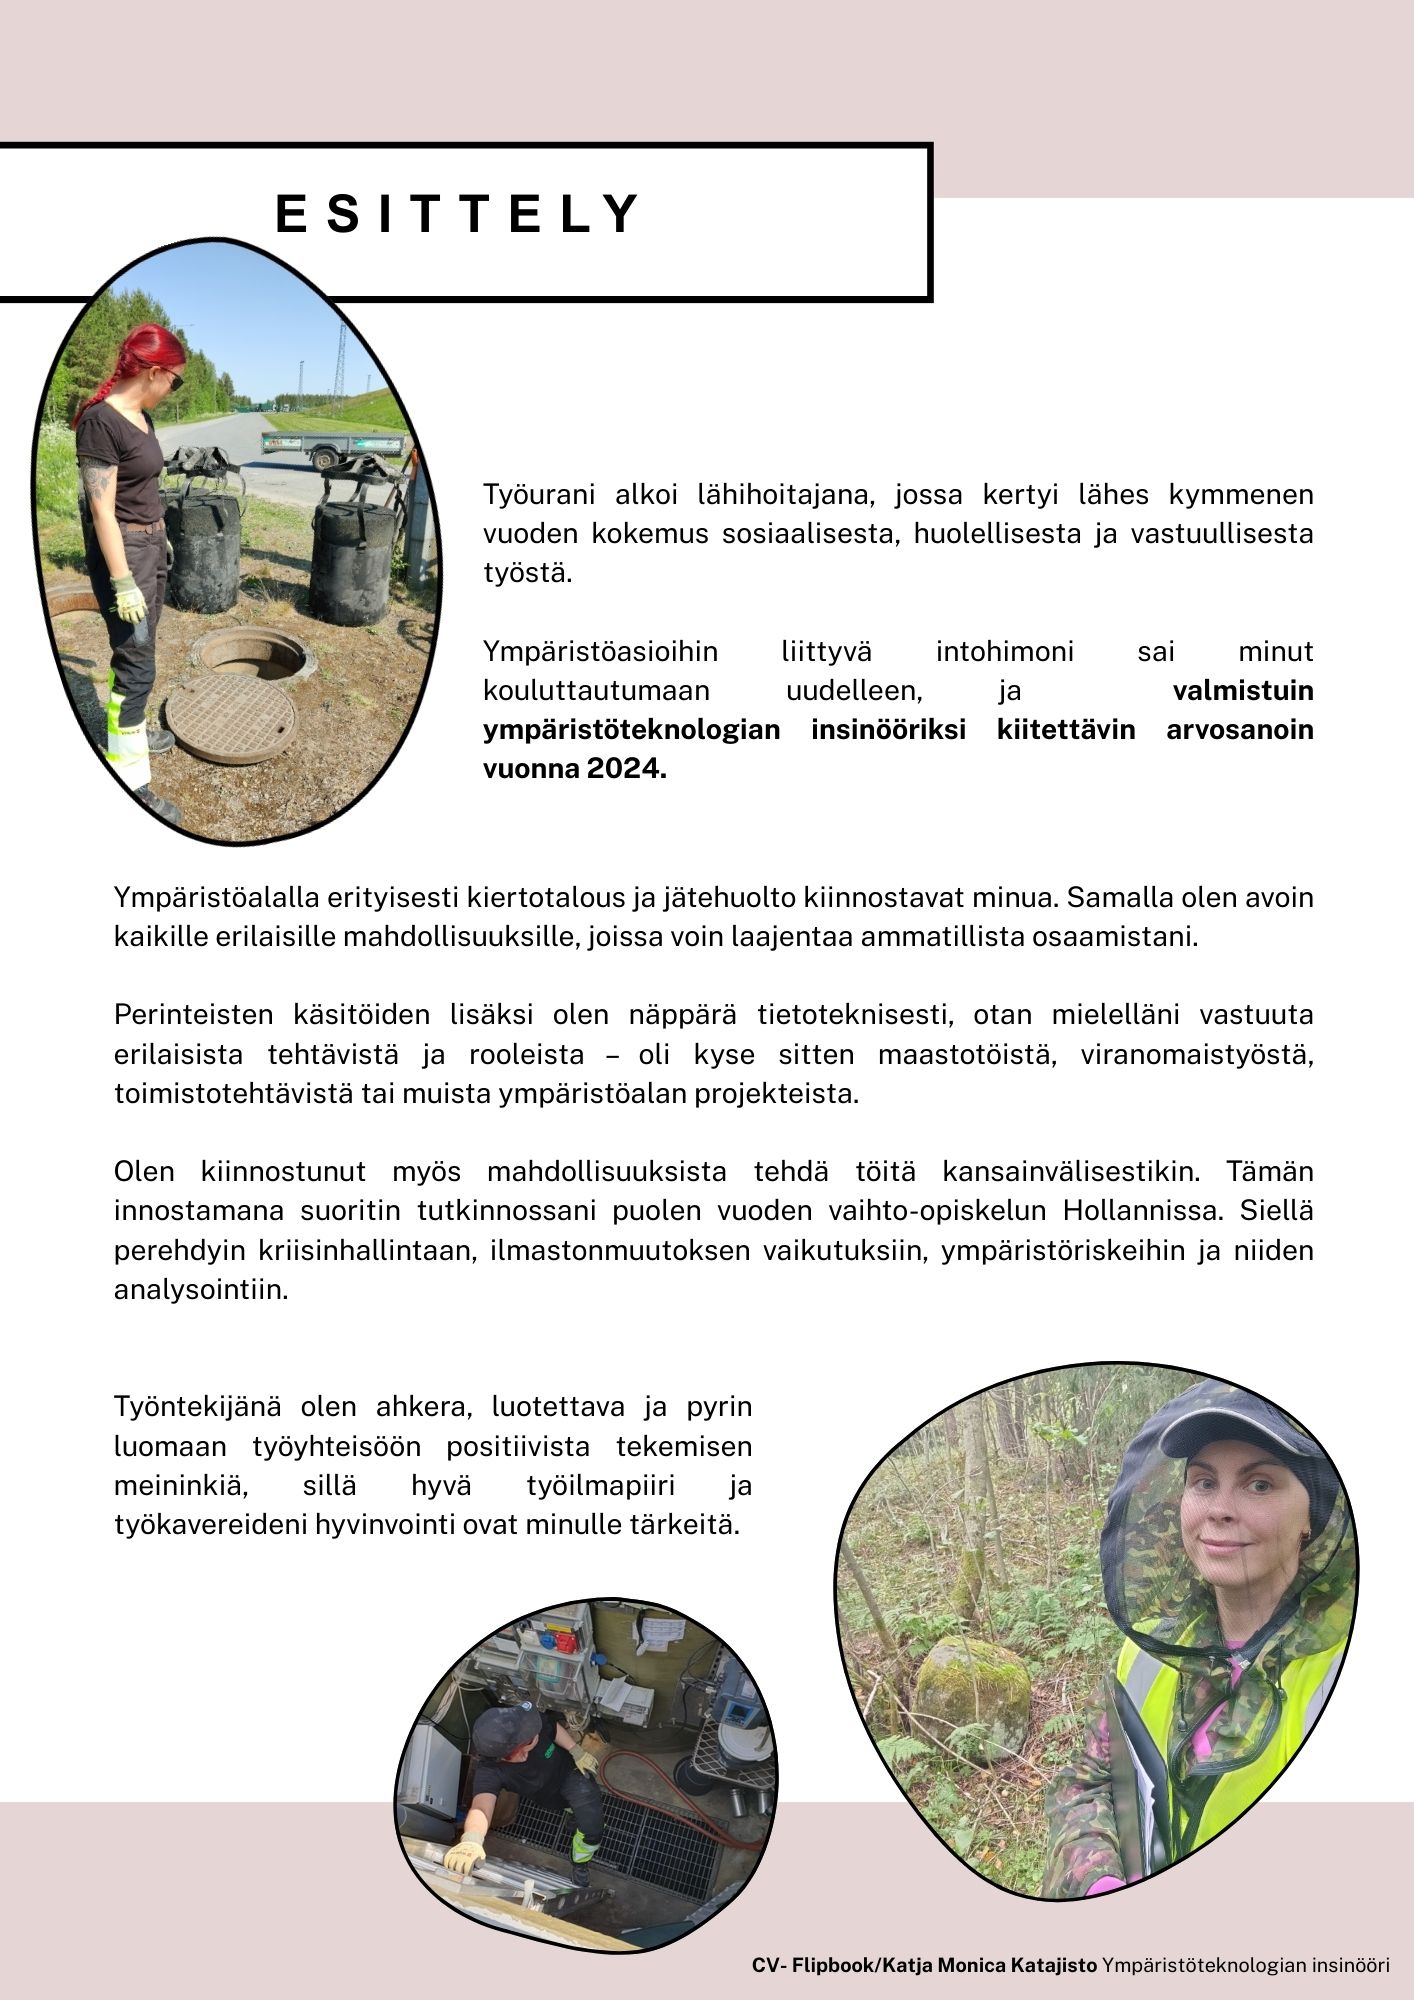 ESITTELY
Työurani alkoi lähihoitajana, jossa kertyi lähes kymmenen
vuoden kokemus sosiaalisesta, huolellisesta ja vastuullisesta
työstä.
Ympäristöasioihin liittyvä intohimoni sai minut
kouluttautumaan uudelleen, ja valmistuin
ympäristöteknologian insinööriksi kiitettävin arvosanoin
vuonna 2024.
Ympäristöalalla erityisesti kiertotalous ja jätehuolto kiinnostavat minua. Samalla olen avoin
kaikille erilaisille mahdollisuuksille, joissa voin laajentaa ammatillista osaamistani.
Perinteisten käsitöiden lisäksi olen näppärä tietoteknisesti, otan mielelläni vastuuta
erilaisista tehtävistä ja rooleista – oli kyse sitten maastotöistä, viranomaistyöstä,
toimistotehtävistä tai muista ympäristöalan projekteista.
Olen kiinnostunut myös mahdollisuuksista tehdä töitä kansainvälisestikin. Tämän
innostamana suoritin tutkinnossani puolen vuoden vaihto-opiskelun Hollannissa. Siellä
perehdyin kriisinhallintaan, ilmastonmuutoksen vaikutuksiin, ympäristöriskeihin ja niiden
analysointiin.
Työntekijänä olen ahkera, luotettava ja pyrin
luomaan työyhteisöön positiivista tekemisen
meininkiä, sillä hyvä työilmapiiri ja
työkavereideni hyvinvointi ovat minulle tärkeitä.
CV- Flipbook/Katja Monica Katajisto Ympäristöteknologian insinööri